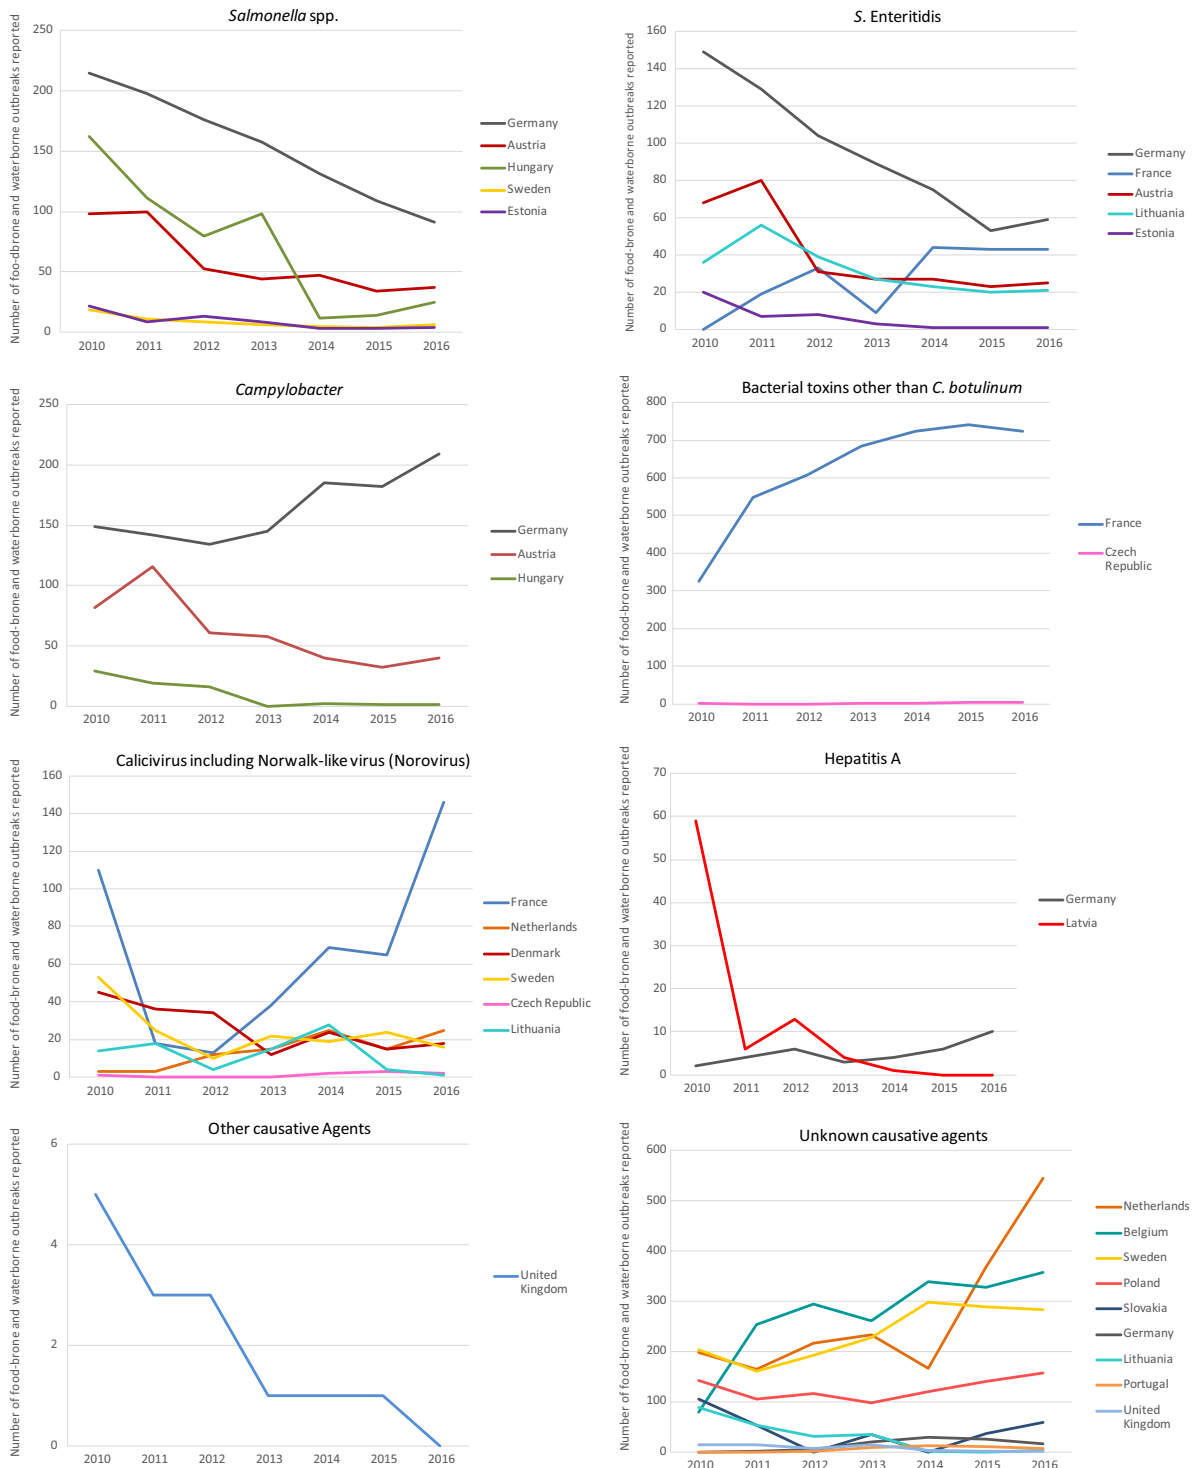 Salmonella spp.
Number of foo-dbrone and waterborne outbreaks reported
250
200
150
100
50
0
2010 2011 2012 2013 2014 2015 2016
Germany
Austria
Hungary
Sweden
Estonia
S. Enteritidis
Number of food-brone and waterborne outbreaks reported
160
140
120
100
80
60
40
20
0
2010 2011 2012 2013 2014 2015 2016
Germany
France
Austria
Lithuania
Estonia
Campylobacter
Number of food-brone and waterborne outbreaks reported
250
200
150
100
50
0
2010 2011 2012 2013 2014 2015 2016
Germany
Austria
Hungary
Bacterial toxins other than C. botulinum
Number of food-brone and waterborne outbreaks reported
800
700
600
500
400
300
200
100
0
2010 2011 2012 2013 2014 2015 2016
France
Czech
Republic
Calicivirus including Norwalk-like virus (Norovirus)
Number of food-brone and waterborne outbreaks reported
160
140
120
100
80
60
40
20
0
2010 2011 2012 2013 2014 2015 2016
France
Netherlands
Denmark
Sweden
Czech Republic
Lithuania
Hepatitis A
Number of food-brone and waterborne outbreaks reported
70
60
50
40
30
20
10
0
2010 2011 2012 2013 2014 2015 2016
Germany
Latvia
Other causative Agents
Number of food-brone and waterborne outbreaks reported
6
4
2
0
2010 2011 2012 2013 2014 2015 2016
United
Kingdom
Unknown causative agents
Number of food-brone and waterborne outbreaks reported
600
500
400
300
200
100
0
2010 2011 2012 2013 2014 2015 2016
Netherlands
Belgium
Sweden
Poland
Slovakia
Germany
Lithuania
Portugal
United
Kingdom